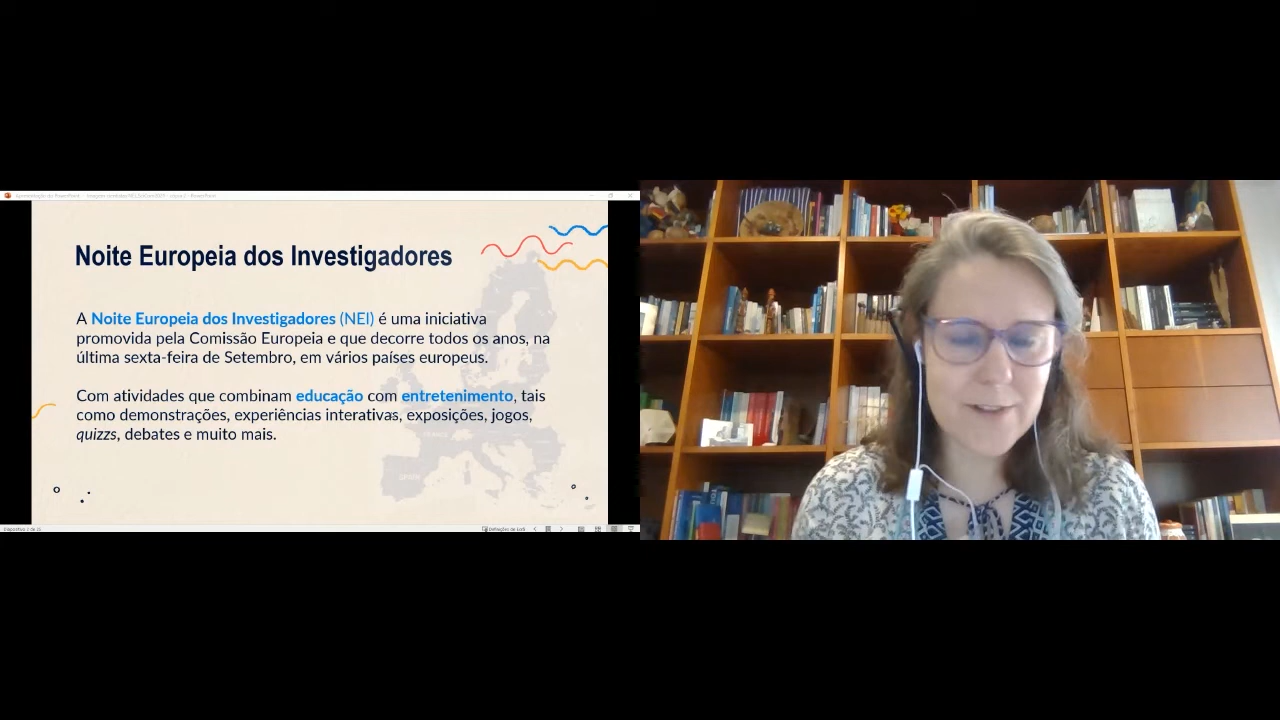 Noite Europeia dos Investigadores
A Noite Europeia dos Investigadores (NEI) é uma iniciativa
promovida pela Comissão Europeia e que decorre todos os anos, na
última sexta-feira de Setembro, em vários países europeus.
Com atividades que combinam educação com entretenimento, tais
como demonstrações, experiências interativas, exposições, jogos,
quizzs, debates e muito mais.